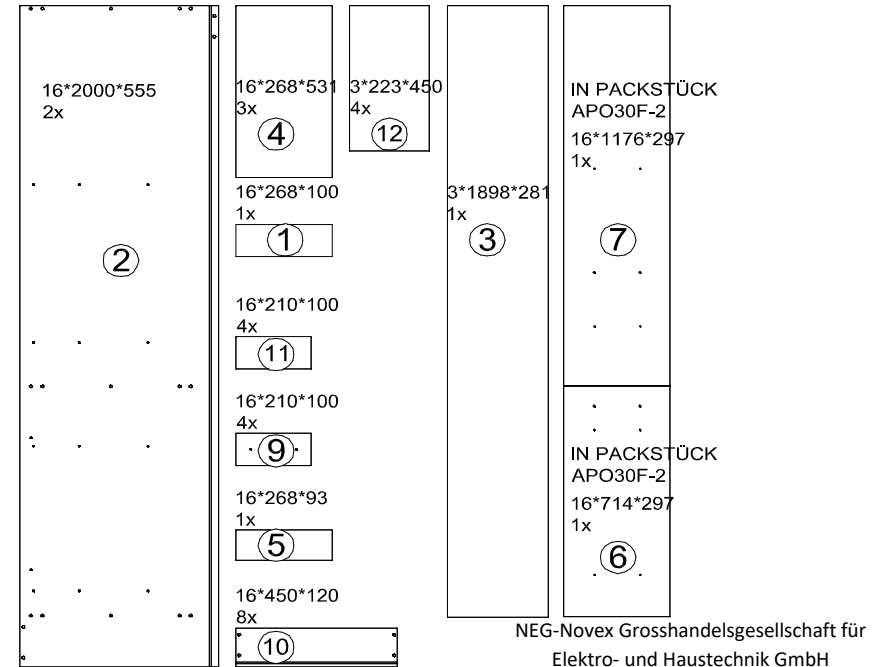 16*2000*555
2x
2
16*268*531
3x
4
16*268*100
1x
1
16*210*100
4x
11
16*210*100
4x
9
16*268*93
1x
5
16*450*120
8x
10
3*223*450
4x
12
3*1898*281
1x
3
IN PACKSTÜCK
APO30F-2
16*1176*297
1x
7
IN PACKSTÜCK
APO30F-2
16*714*297
1x
6
NEG-Novex Grosshandelsgesellschaft für
Elektro- und Haustechnik GmbH